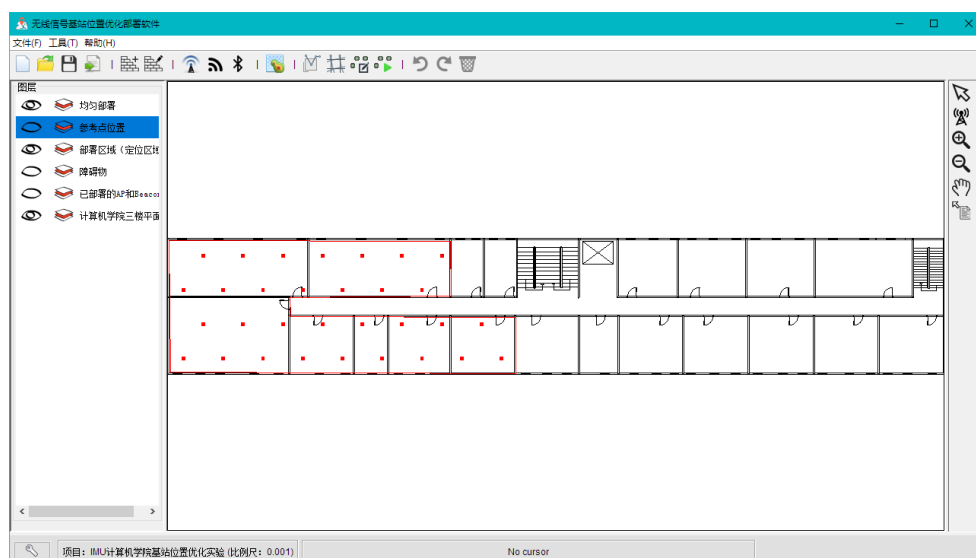 无线信号基站位置优化部署软件
文件(F) 工具(T) 帮助(H)
图层
均匀部署
参考点位置
部署区域（定位区域
障碍物
已部署的AP和Beacon
计算机学院三楼平面
项目: IMU计算机学院基站位置优化实验 (比例尺: 0.001)
No cursor